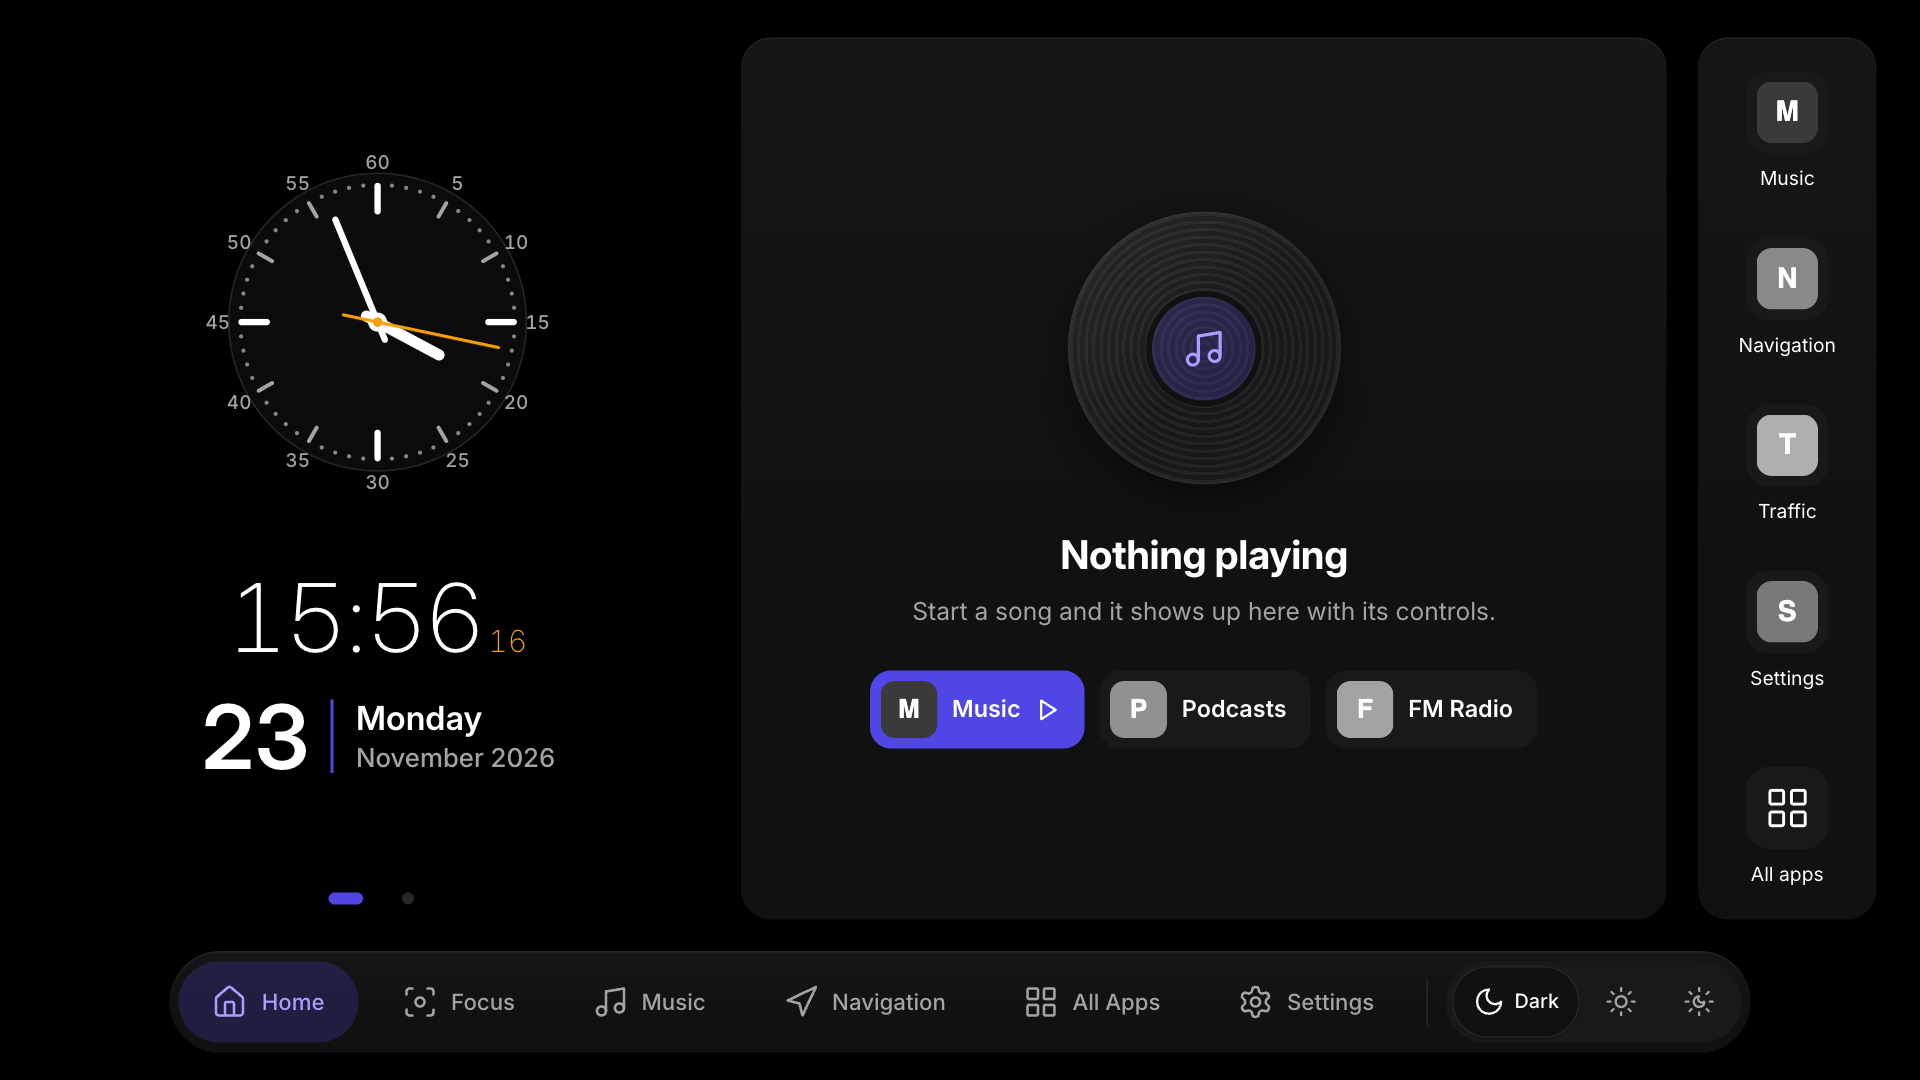 60
55
5
50
10
45
15
40
20
35
25
30
15:56 16
23
Monday
November 2026
Nothing playing
Start a song and it shows up here with its controls.
M Music
P Podcasts
F FM Radio
M
Music
N
Navigation
T
Traffic
S
Settings
All apps
Home
Focus
Music
Navigation
All Apps
Settings
Dark